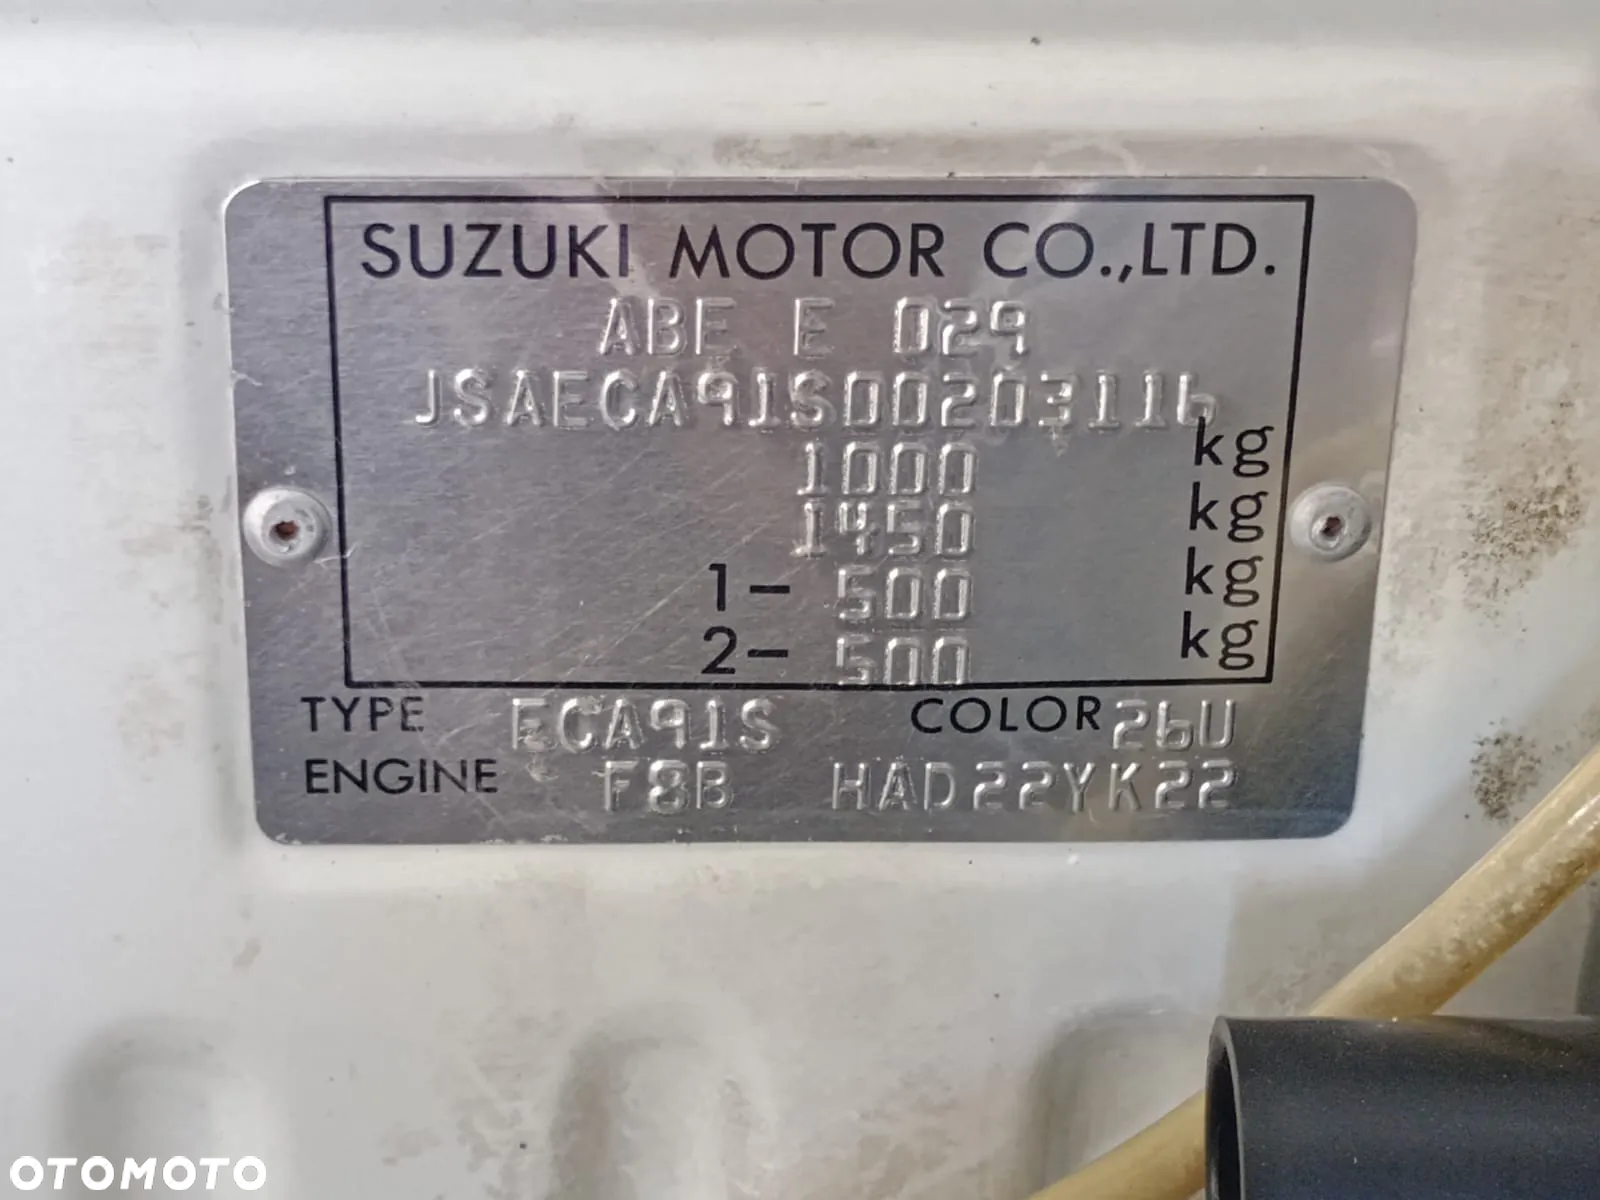 SUZUKI MOTOR CO.,LTD.
ABE E 029
JSAECA91S00203116
1000 kg
1450 kg
1- 500 kg
2- 500 kg
TYPE ECA91S COLOR 26U
ENGINE F8B HAD22YK22
OTOMOTO